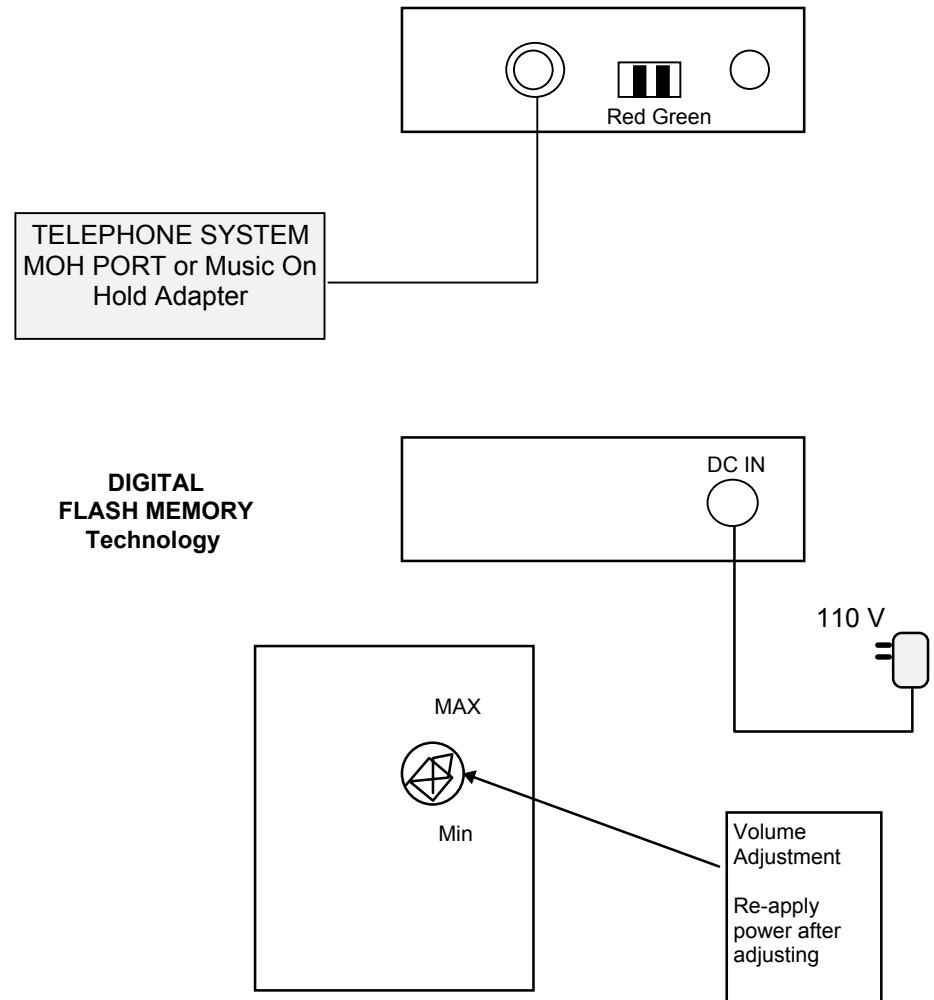 Red Green
TELEPHONE SYSTEM
MOH PORT or Music On
Hold Adapter
DC IN
DIGITAL
FLASH MEMORY
Technology
110 V
MAX
Min
Volume
Adjustment
Re-apply
power after
adjusting